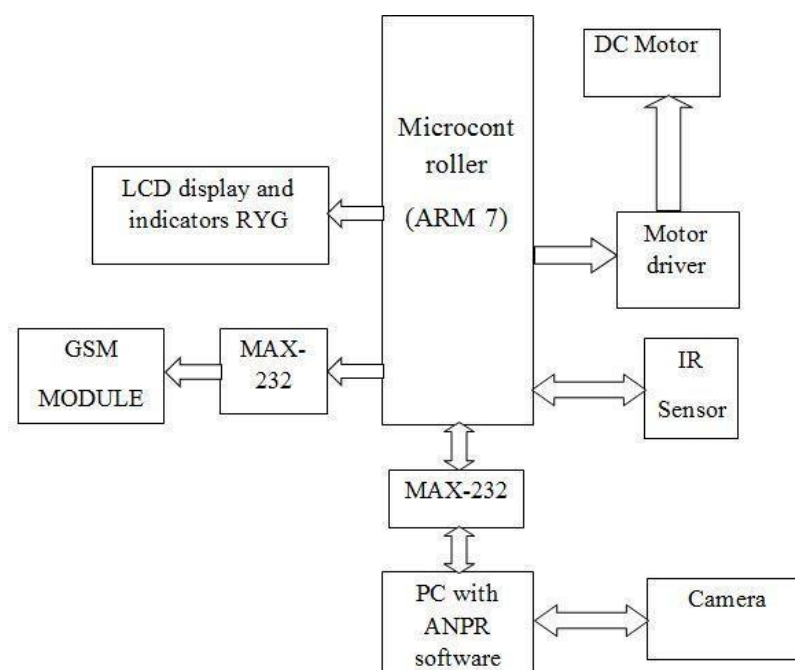 DC Motor
Microcont
roller
(ARM 7)
LCD display and
indicators RYG
Motor
driver
GSM
MODULE
MAX-
232
IR
Sensor
MAX-232
PC with
ANPR
software
Camera